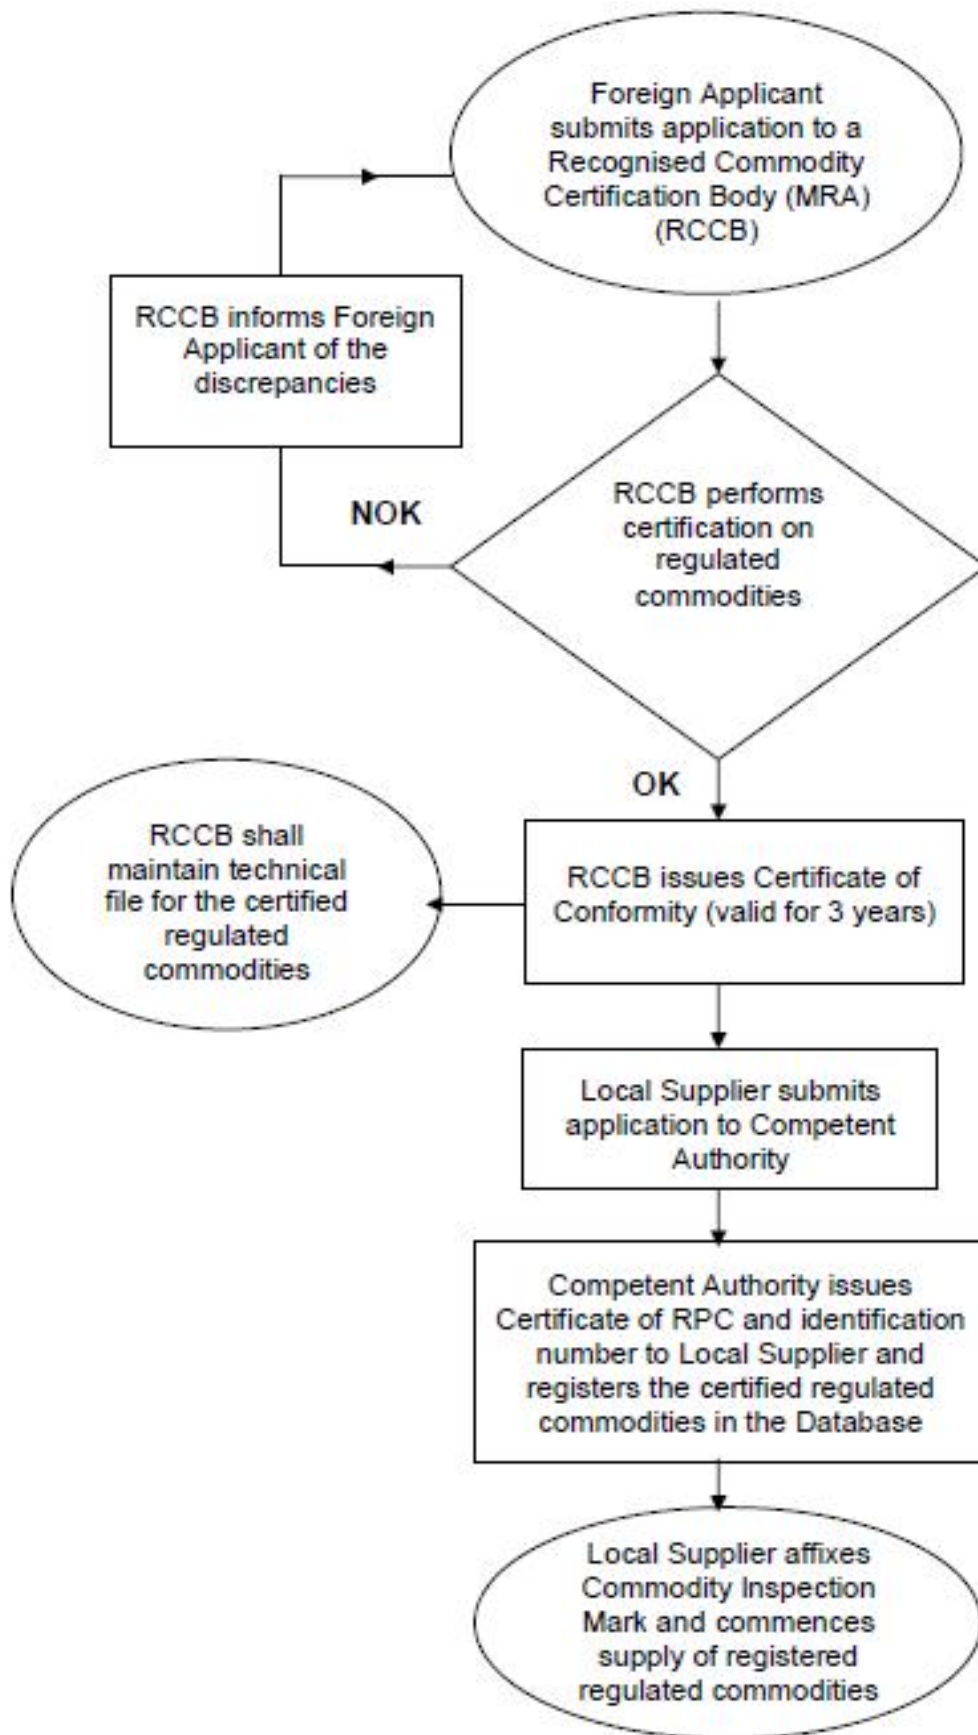 Foreign Applicant
submits application to a
Recognised Commodity
Certification Body (MRA)
(RCCB)
RCCB informs Foreign
Applicant of the
discrepancies
RCCB performs
certification on
regulated
commodities
NOK
OK
RCCB shall
maintain technical
file for the certified
regulated
commodities
RCCB issues Certificate of
Conformity (valid for 3 years)
Local Supplier submits
application to Competent
Authority
Competent Authority issues
Certificate of RPC and identification
number to Local Supplier and
registers the certified regulated
commodities in the Database
Local Supplier affixes
Commodity Inspection
Mark and commences
supply of registered
regulated commodities